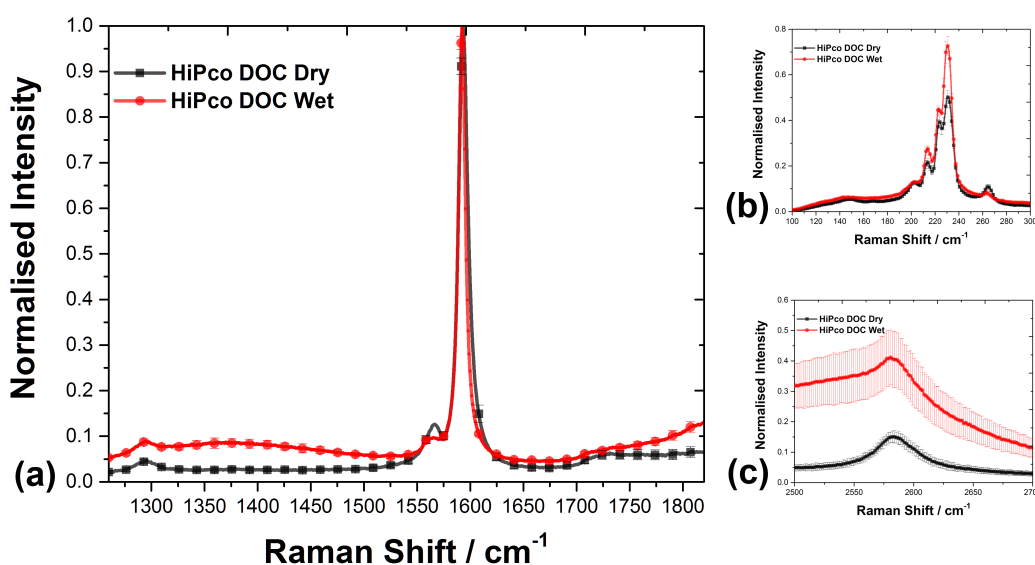 1.0
0.9
0.8
0.7
0.6
0.5
0.4
0.3
0.2
0.1
0.0
Normalised Intensity
HiPco DOC Dry
HiPco DOC Wet
(a)
1300 1350 1400 1450 1500 1550 1600 1650 1700 1750 1800
Raman Shift / cm-1
0.8
0.6
0.4
0.2
0.0
Normalised Intensity
HiPco DOC Dry
HiPco DOC Wet
(b)
100 120 140 160 180 200 220 240 260 280 300
Raman Shift / cm-1
0.6
0.5
0.4
0.3
0.2
0.1
0.0
Normalised Intensity
HiPco DOC Dry
HiPco DOC Wet
(c)
2500 2550 2600 2650 270
Raman Shift / cm-1